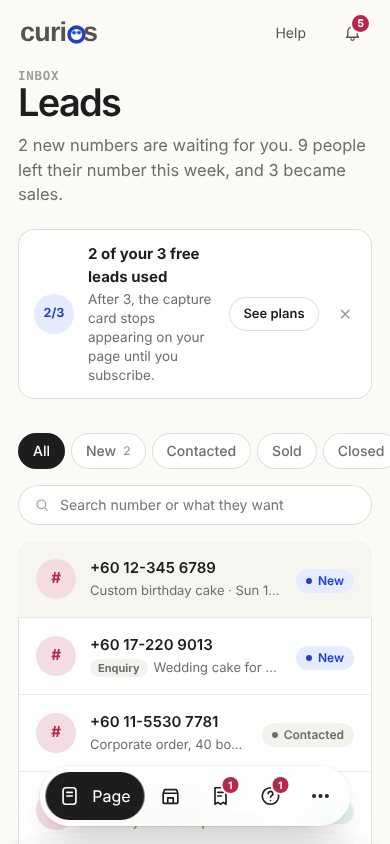 curios
Help
5
INBOX
Leads
2 new numbers are waiting for you. 9 people
left their number this week, and 3 became
sales.
2/3
2 of your 3 free
leads used
After 3, the capture
card stops
appearing on your
page until you
subscribe.
See plans
All
New 2
Contacted
Sold
Closed
Search number or what they want
#
+60 12-345 6789
Custom birthday cake · Sun 1...
New
#
+60 17-220 9013
Enquiry Wedding cake for ...
New
#
+60 11-5530 7781
Corporate order, 40 bo...
Contacted
Page
1
1